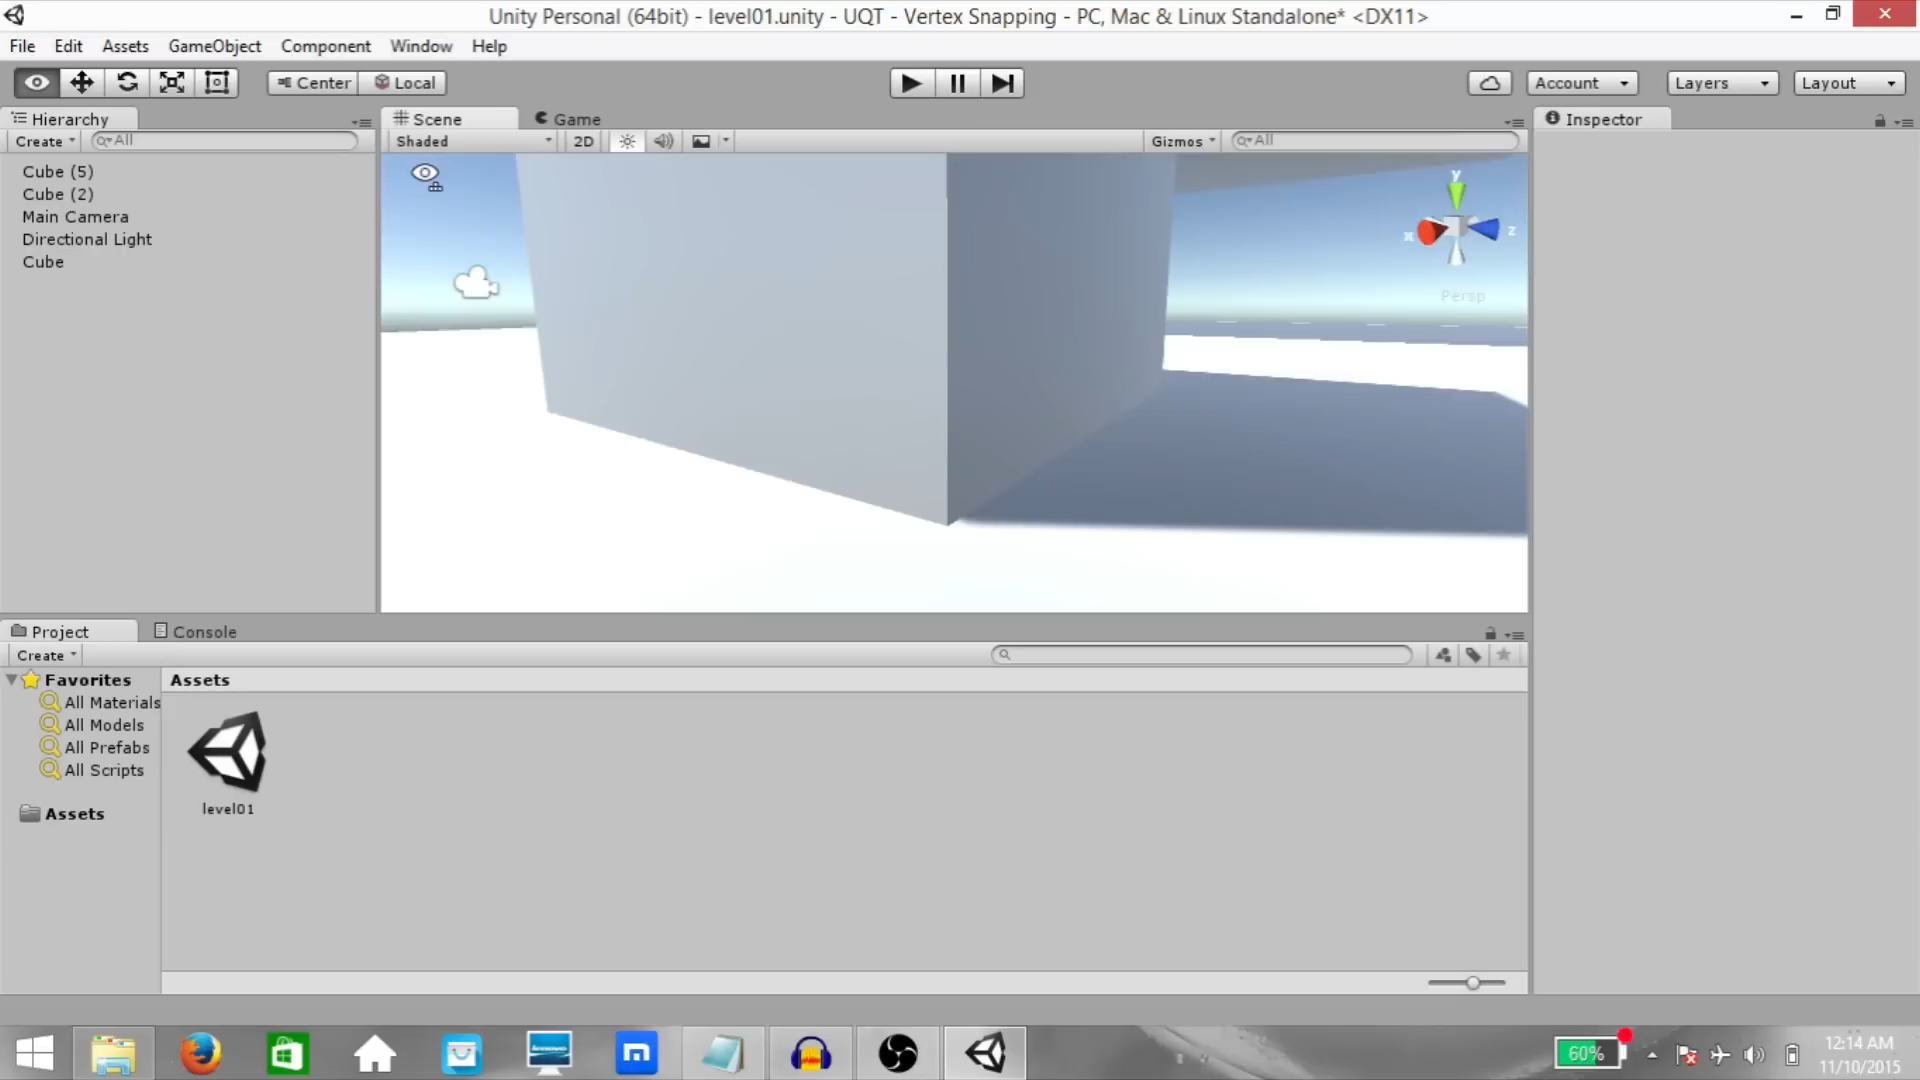 Unity Personal (64bit) - level01.unity - UQT - Vertex Snapping - PC, Mac & Linux Standalone* <DX11>
File Edit Assets GameObject Component Window Help
Center Local Account Layers Layout
Hierarchy
Create All
Cube (5)
Cube (2)
Main Camera
Directional Light
Cube
Scene Game
Shaded 2D Gizmos All
y
x z
Persp
Inspector
Project Console
Create
Favorites
All Materials
All Models
All Prefabs
All Scripts
Assets
Assets
level01
lenovo
m
60%
12:14 AM
11/10/2015